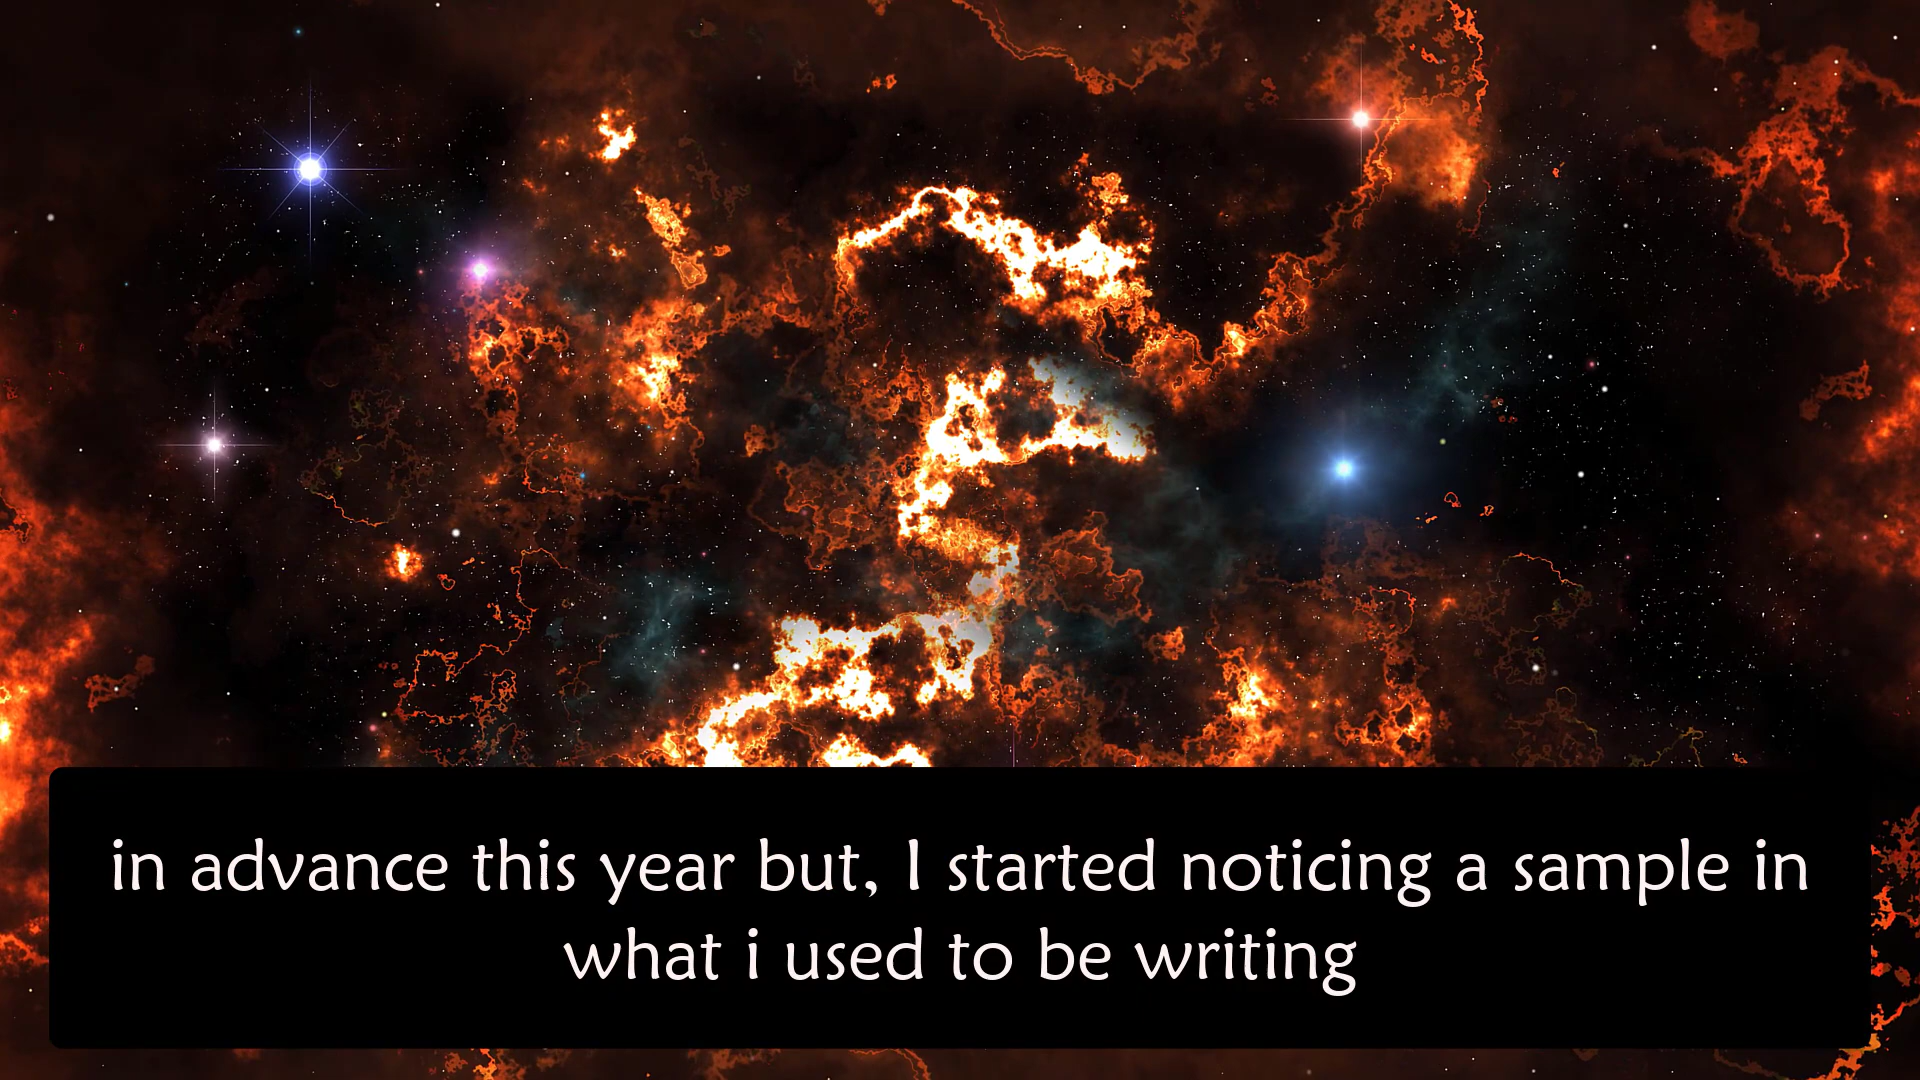 in advance this year but, I started noticing a sample in
what i used to be writing